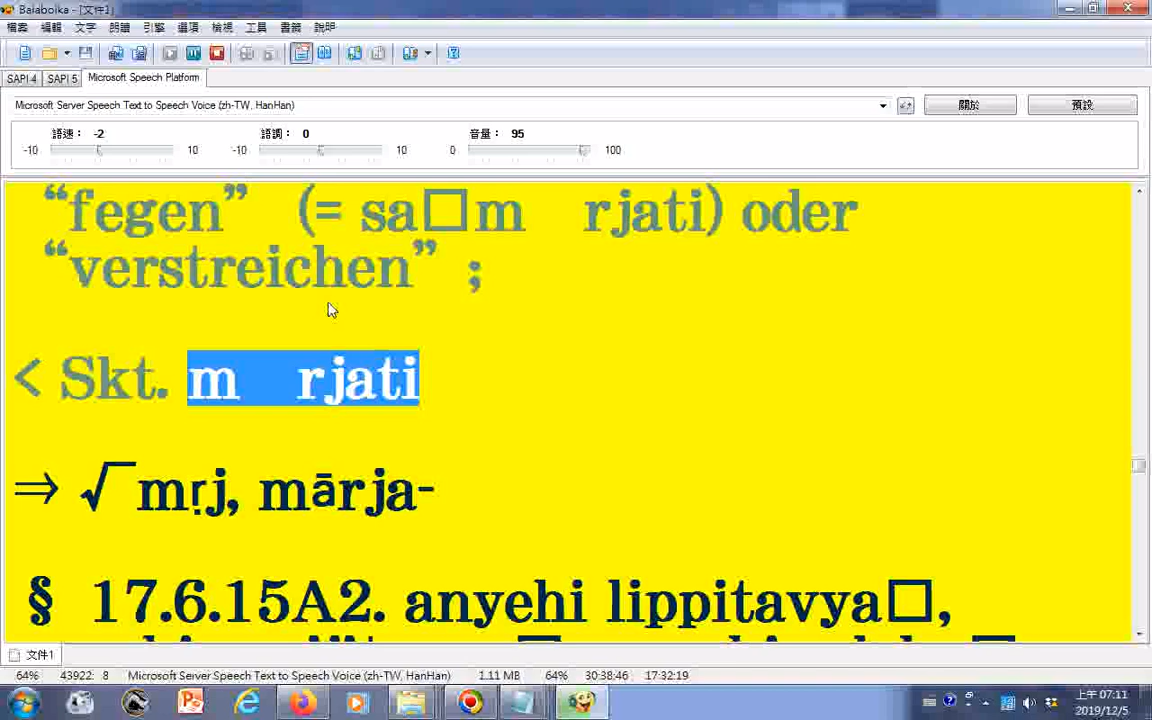 Balabolka - [文件1]
檔案 編輯 文字 朗讀 引擎 選項 檢視 工具 書籤 說明
SAPI 4 SAPI 5 Microsoft Speech Platform
Microsoft Server Speech Text to Speech Voice (zh-TW, HanHan)
關於 預設
語速： -2 語調： 0 音量： 95
-10 10 -10 10 0 100
“fegen” (= sa□m rjati) oder
“verstreichen” ;
< Skt. m rjati
⇒ √‾mṛj, mārja-
§ 17.6.15A2. anyehi lippitavya□,
文件1
64% 43922: 8 Microsoft Server Speech Text to Speech Voice (zh-TW, HanHan) 1.11 MB 64% 30:38:46 17:32:19
上午 07:11
2019/12/5